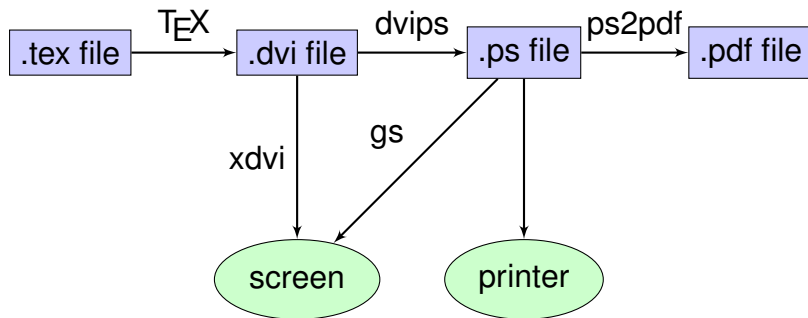 TEX
dvips
ps2pdf
.tex file
.dvi file
.ps file
.pdf file
xdvi
gs
screen
printer